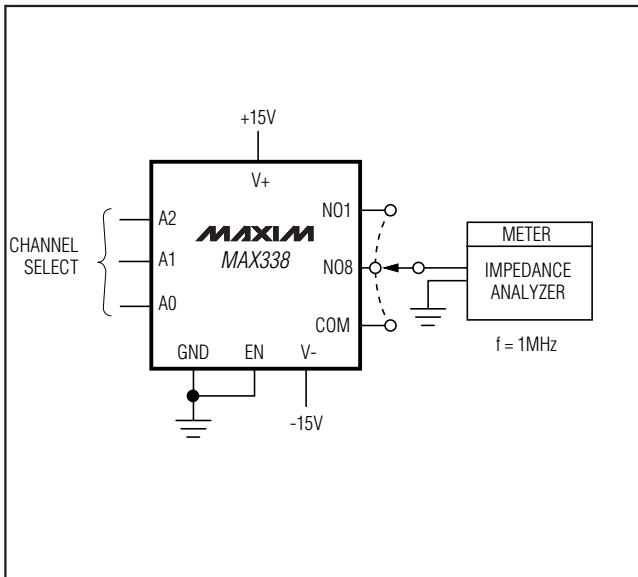 +15V
V+
A2
A1
A0
CHANNEL
SELECT
MAXIM
MAX338
NO1
NO8
COM
GND
EN
V-
-15V
METER
IMPEDANCE
ANALYZER
f = 1MHz